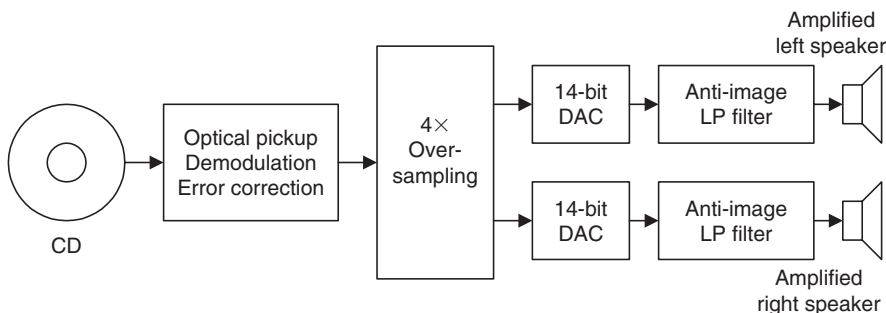 Amplified
left speaker
14-bit
DAC
Anti-image
LP filter
Optical pickup
Demodulation
Error correction
4×
Over-
sampling
CD
14-bit
DAC
Anti-image
LP filter
Amplified
right speaker